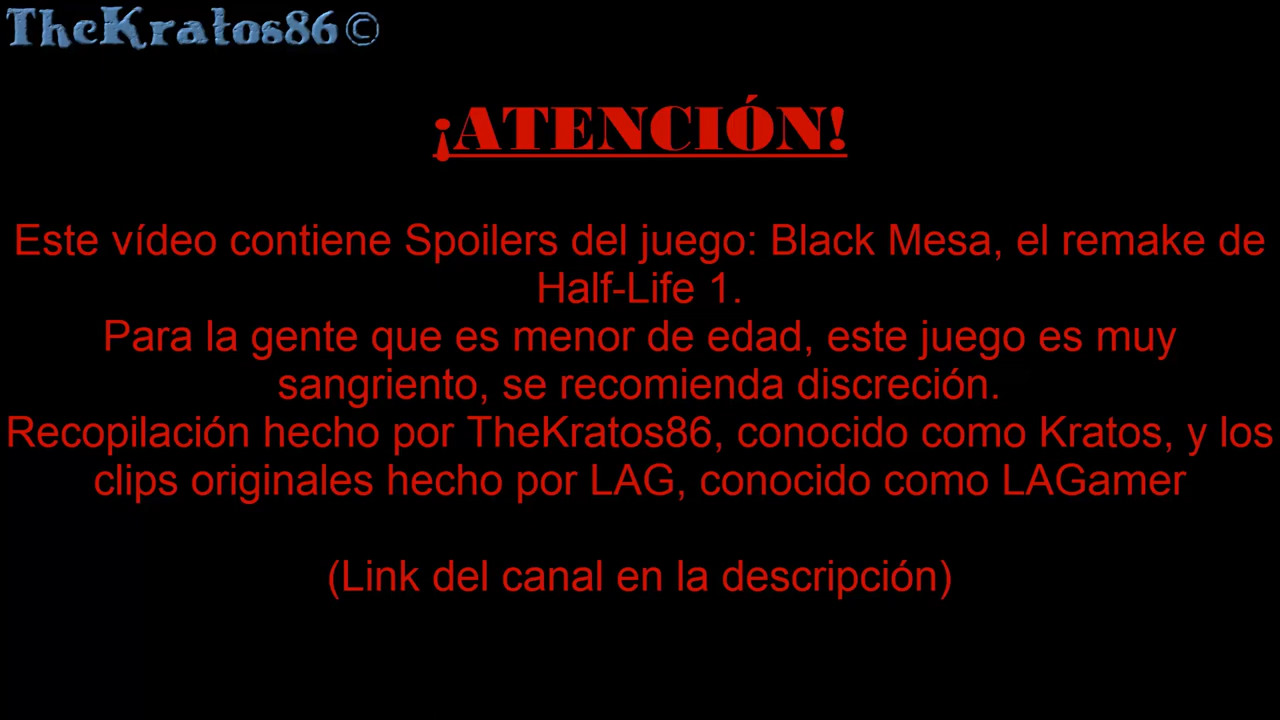 TheKratos86©
¡ATENCIÓN!
Este vídeo contiene Spoilers del juego: Black Mesa, el remake de
Half-Life 1.
Para la gente que es menor de edad, este juego es muy
sangriento, se recomienda discreción.
Recopilación hecho por TheKratos86, conocido como Kratos, y los
clips originales hecho por LAG, conocido como LAGamer
(Link del canal en la descripción)